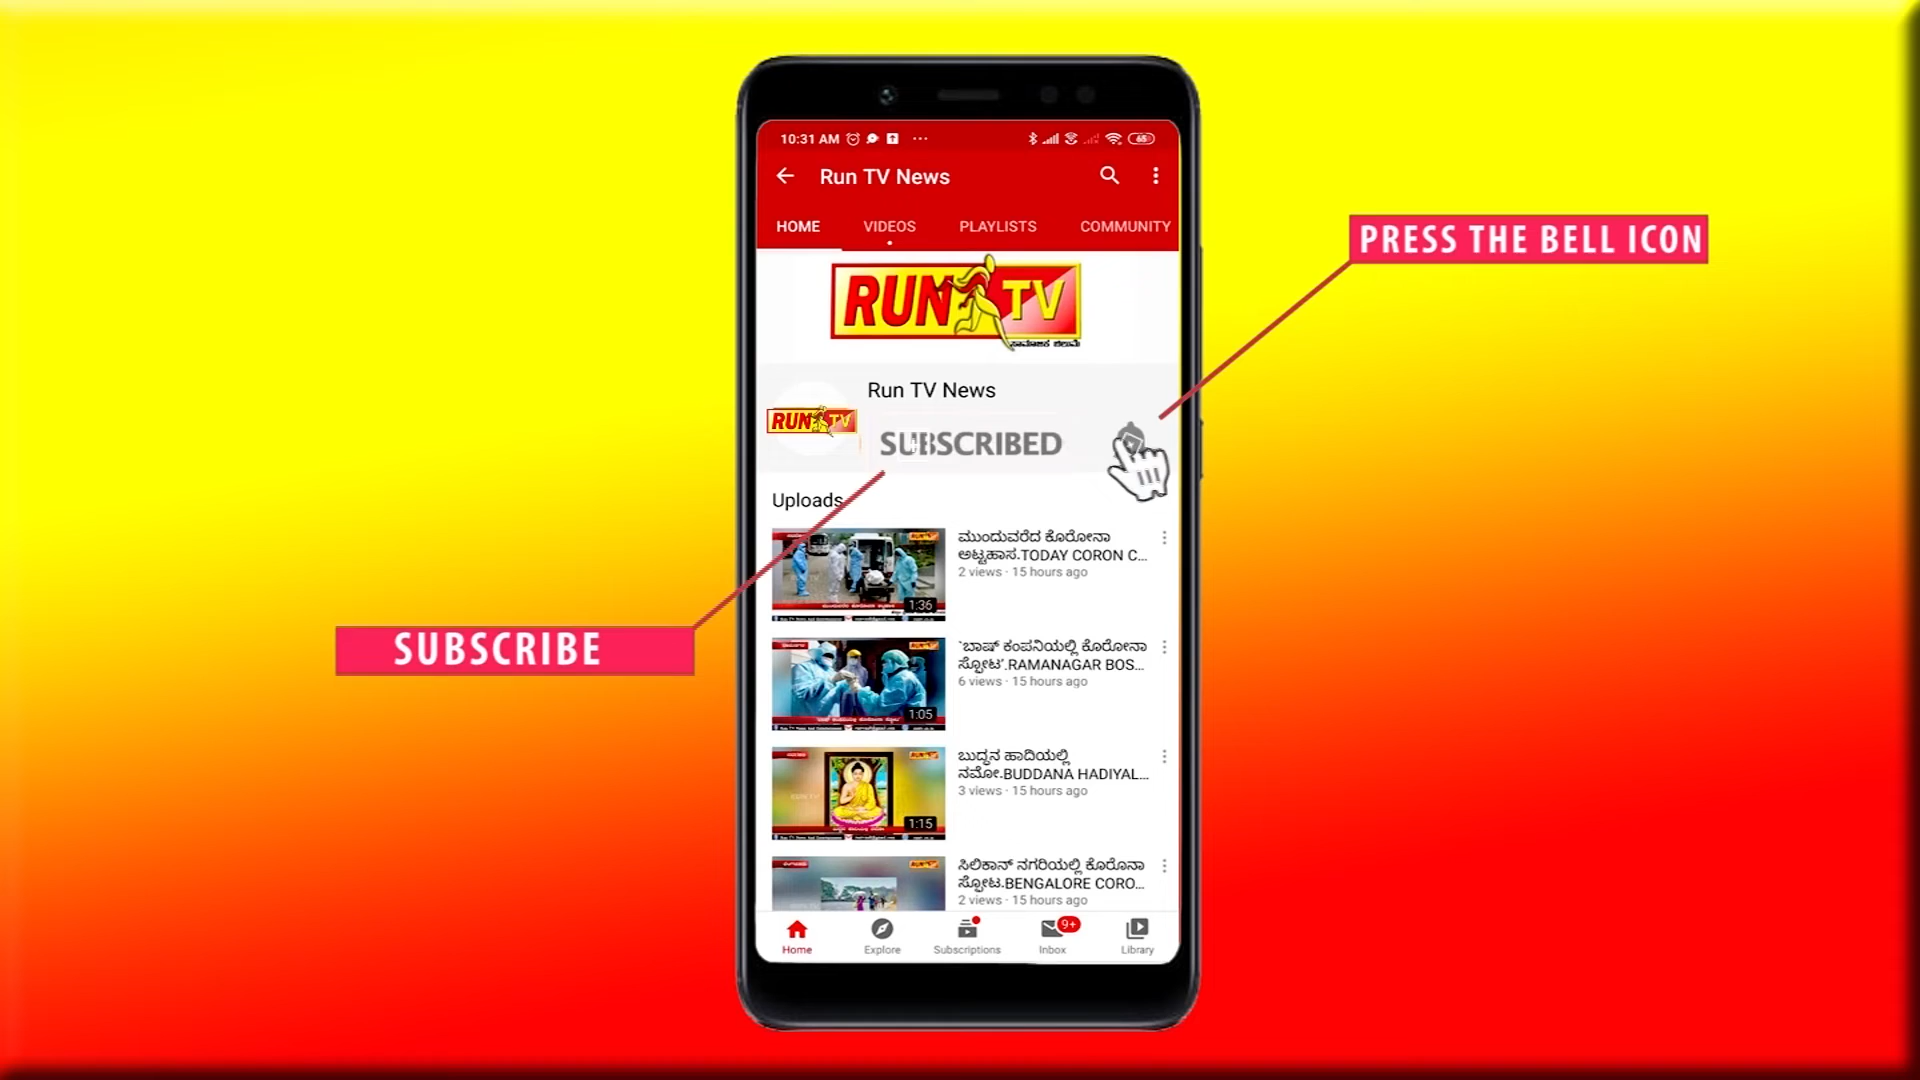 10:31 AM
65
Run TV News
HOME VIDEOS PLAYLISTS COMMUNITY
PRESS THE BELL ICON
RUN TV
ಸಾಮಾಜಿಕ ಚಿಲುಮೆ
Run TV News
RUN TV
SUBSCRIBED
Uploads
ಮುಂದುವರೆದ ಕೊರೋನಾ
ಅಟ್ಟಹಾಸ.TODAY CORON C...
2 views · 15 hours ago
1:36
SUBSCRIBE
`ಬಾಷ್ ಕಂಪನಿಯಲ್ಲಿ ಕೊರೋನಾ
ಸ್ಫೋಟ'.RAMANAGAR BOS...
6 views · 15 hours ago
1:05
ಬುದ್ಧನ ಹಾದಿಯಲ್ಲಿ
ನಮೋ.BUDDANA HADIYAL...
3 views · 15 hours ago
1:15
ಸಿಲಿಕಾನ್ ನಗರಿಯಲ್ಲಿ ಕೊರೊನಾ
ಸ್ಫೋಟ.BENGALORE CORO...
2 views · 15 hours ago
9+
Home Explore Subscriptions Inbox Library